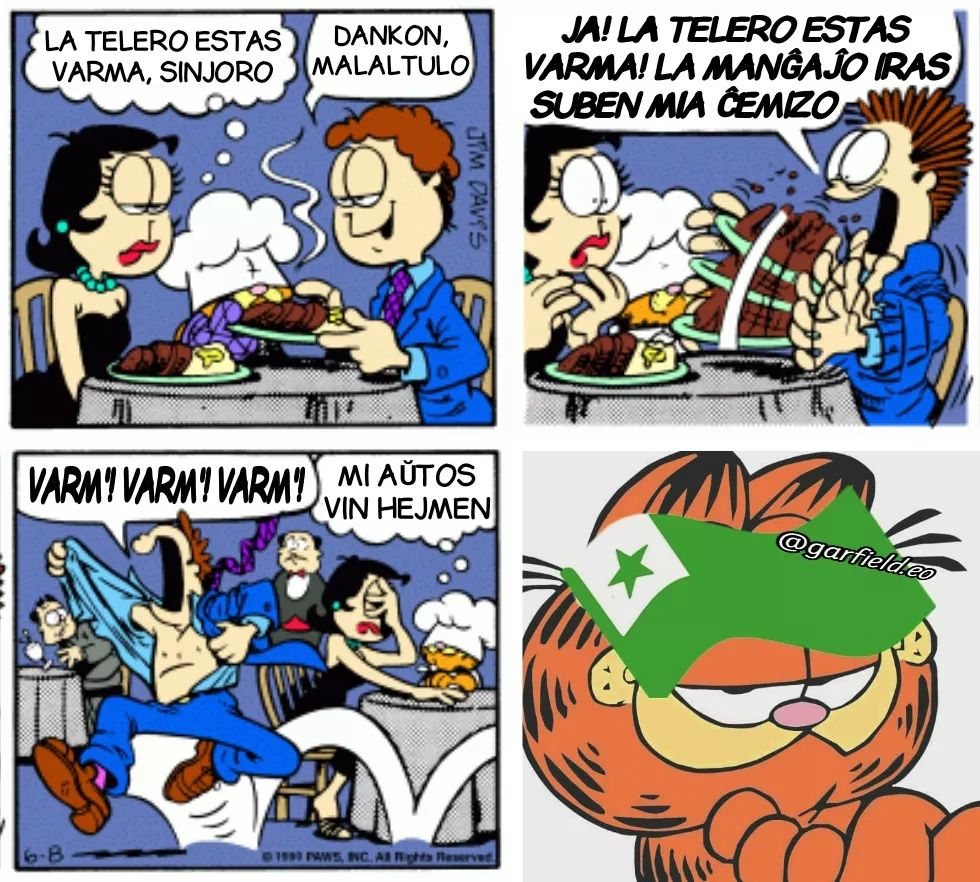 LA TELERO ESTAS
VARMA, SINJORO
DANKON,
MALALTULO
JIM DAVIS
JA! LA TELERO ESTAS
VARMA! LA MANĜAĴO IRAS
SUBEN MIA ĈEMIZO
VARM'! VARM'! VARM'!
MI AŬTOS
VIN HEJMEN
@garfield.eo
6-8
© 1990 PAWS, INC. All Rights Reserved.